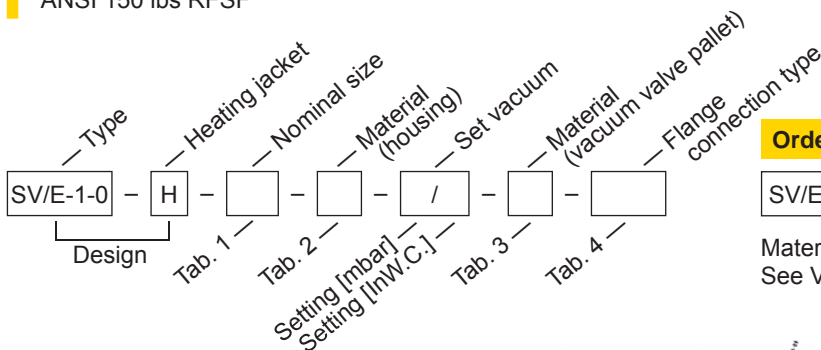 ANSI 150 lbs RFSF
Type
Heating jacket
Nominal size
Material
(housing)
Set vacuum
Material
(vacuum valve pallet)
Flange
connection type
SV/E-1-0 – H – – – / – –
Design
Tab. 1
Tab. 2
Setting [mbar]
Setting [InW.C.]
Tab. 3
Tab. 4
Orde
SV/E
Mater
See V